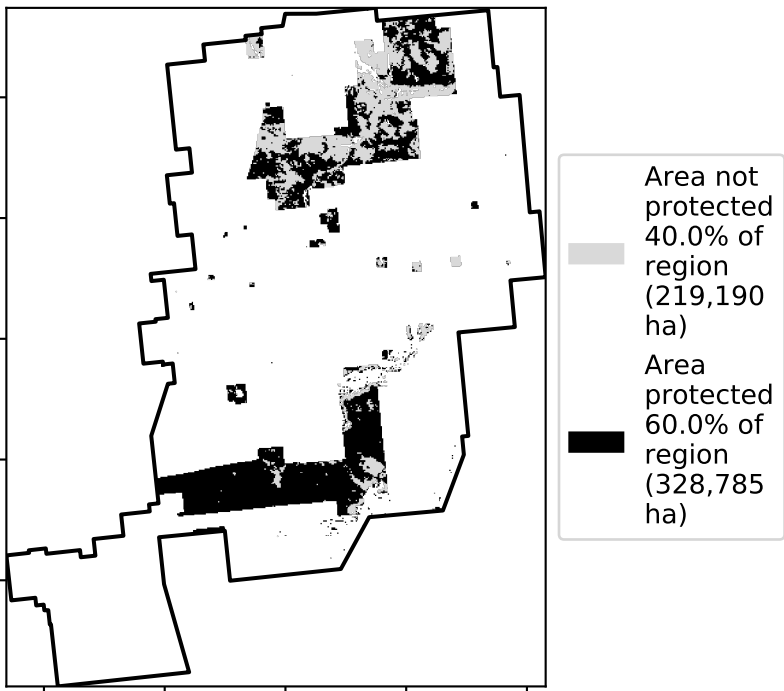 Area not
protected
40.0% of
region
(219,190
ha)
Area
protected
60.0% of
region
(328,785
ha)